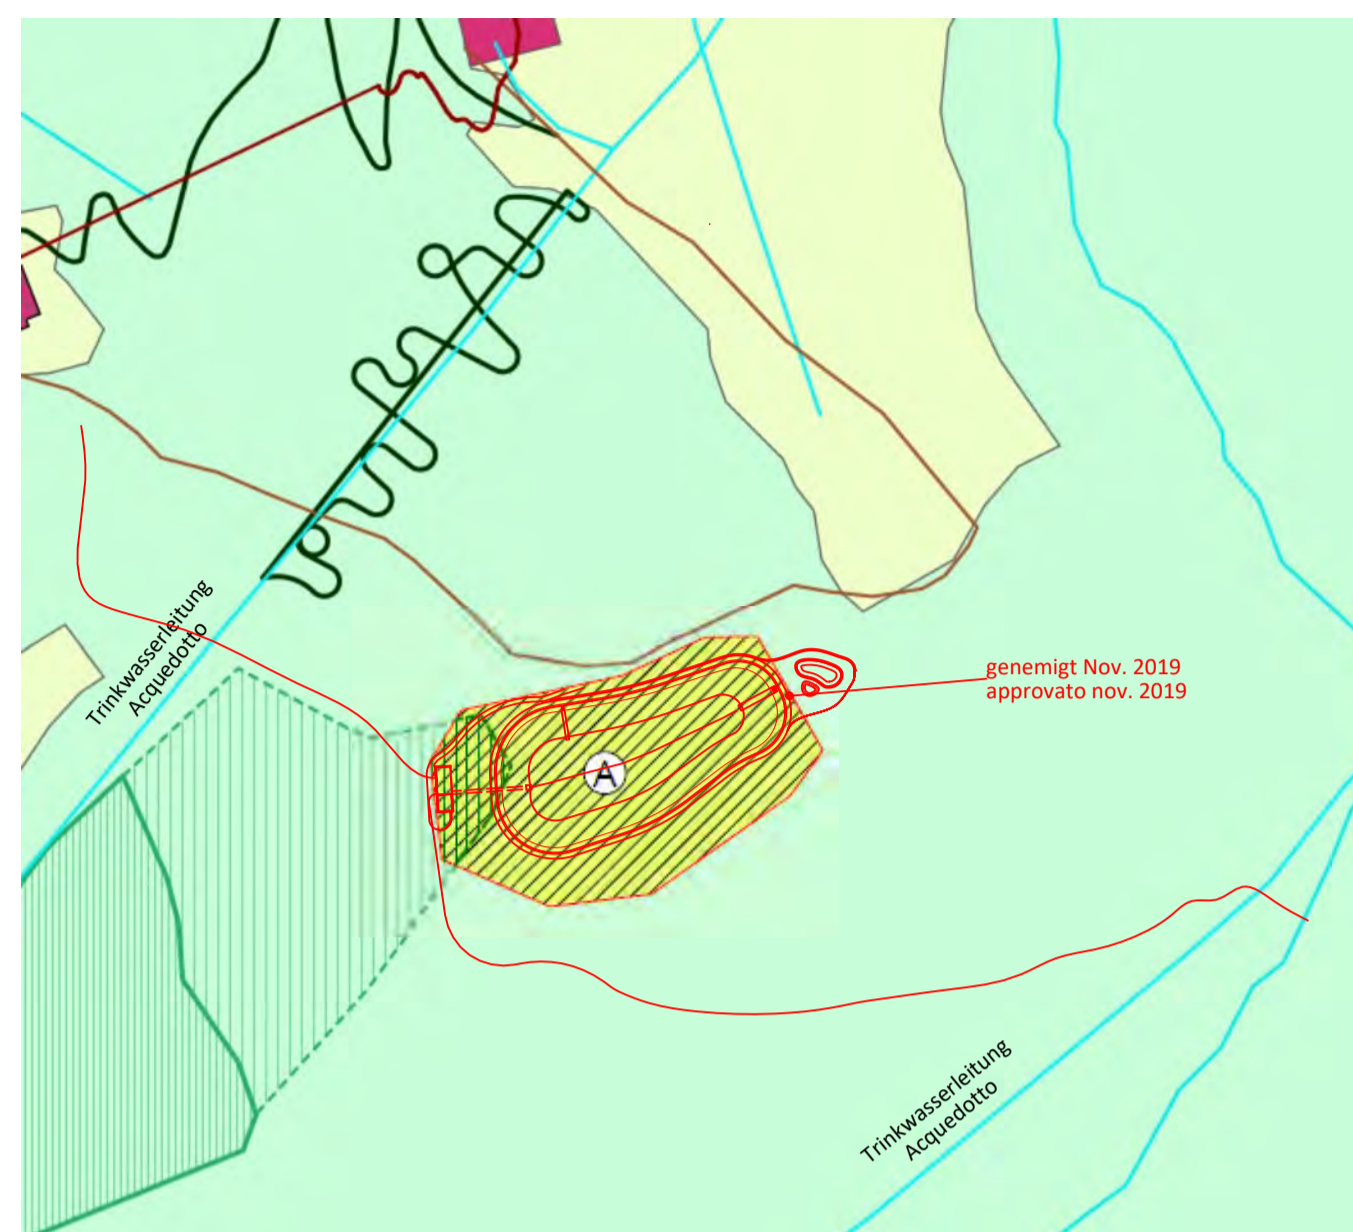 Trinkwasserleitung
Acquedotto
A
genemigt Nov. 2019
approvato nov. 2019
Trinkwasserleitung
Acquedotto